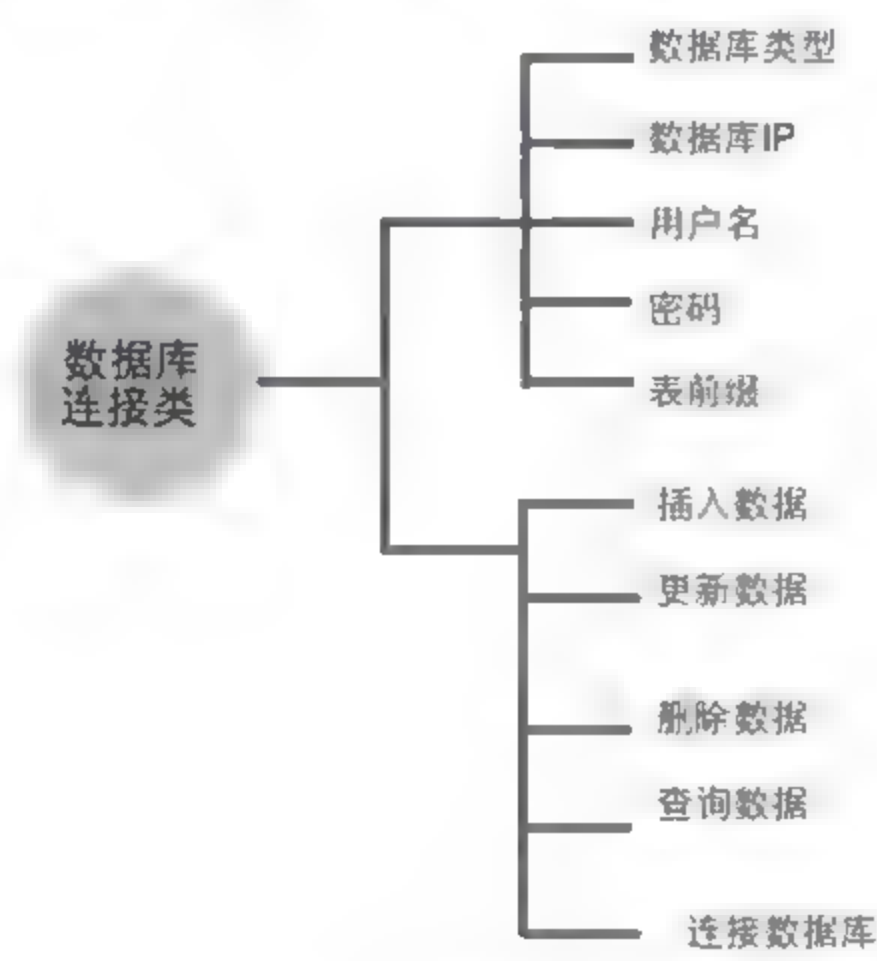 数据库
连接类
数据库类型
数据库IP
用户名
密码
表前缀
插入数据
更新数据
删除数据
查询数据
连接数据库